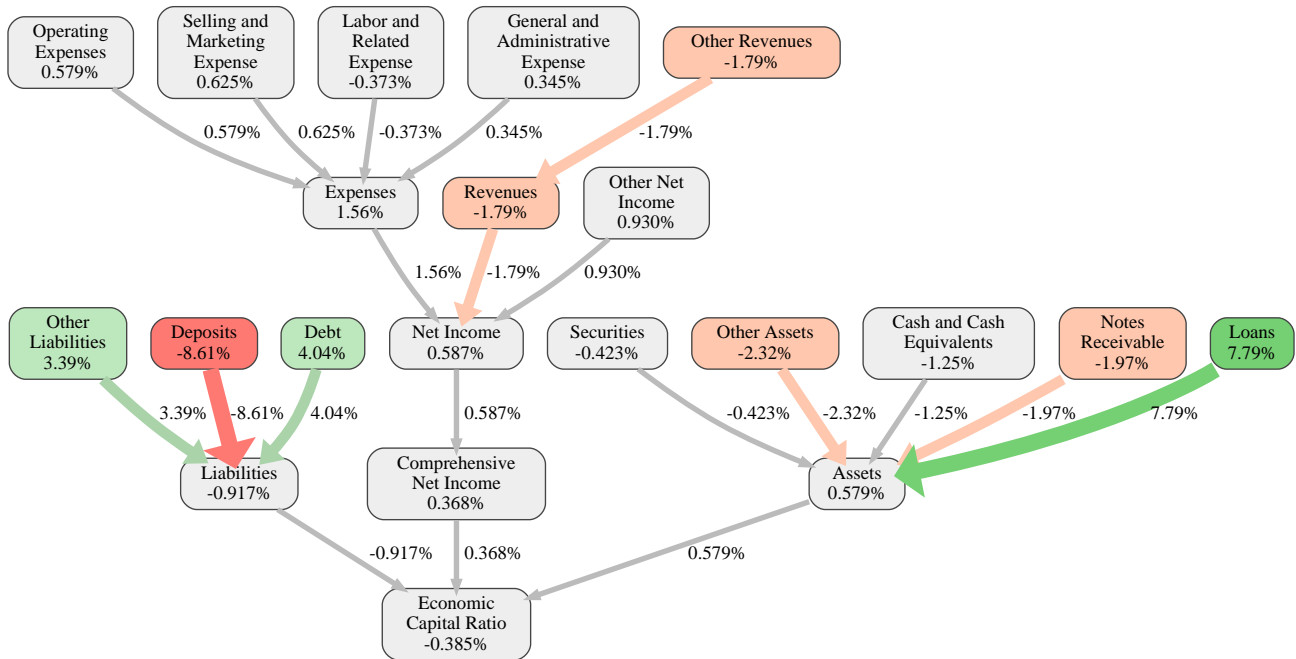 Operating
Expenses
0.579%
Selling and
Marketing
Expense
0.625%
Labor and
Related
Expense
-0.373%
General and
Administrative
Expense
0.345%
Other Revenues
-1.79%
0.579%
0.625%
-0.373%
0.345%
-1.79%
Expenses
1.56%
Revenues
-1.79%
Other Net
Income
0.930%
1.56%
-1.79%
0.930%
Other
Liabilities
3.39%
Deposits
-8.61%
Debt
4.04%
Net Income
0.587%
Securities
-0.423%
Other Assets
-2.32%
Cash and Cash
Equivalents
-1.25%
Notes
Receivable
-1.97%
Loans
7.79%
3.39%
-8.61%
4.04%
0.587%
-0.423%
-2.32%
-1.25%
-1.97%
7.79%
Liabilities
-0.917%
Comprehensive
Net Income
0.368%
Assets
0.579%
-0.917%
0.368%
0.579%
Economic
Capital Ratio
-0.385%